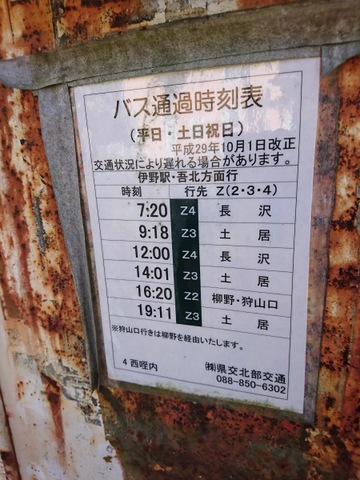 バス通過時刻表
(平日・土日祝日)
平成29年10月1日改正
交通状況により遅れる場合があります。
伊野駅・吾北方面行
時刻 行先 Z(2・3・4)
7:20 Z4 長沢
9:18 Z3 土居
12:00 Z4 長沢
14:01 Z3 土居
16:20 Z2 柳野・狩山口
19:11 Z3 土居
※狩山口行きは柳野を経由いたします。
4 西咥内 ㈲県交北部交通
088-850-6302